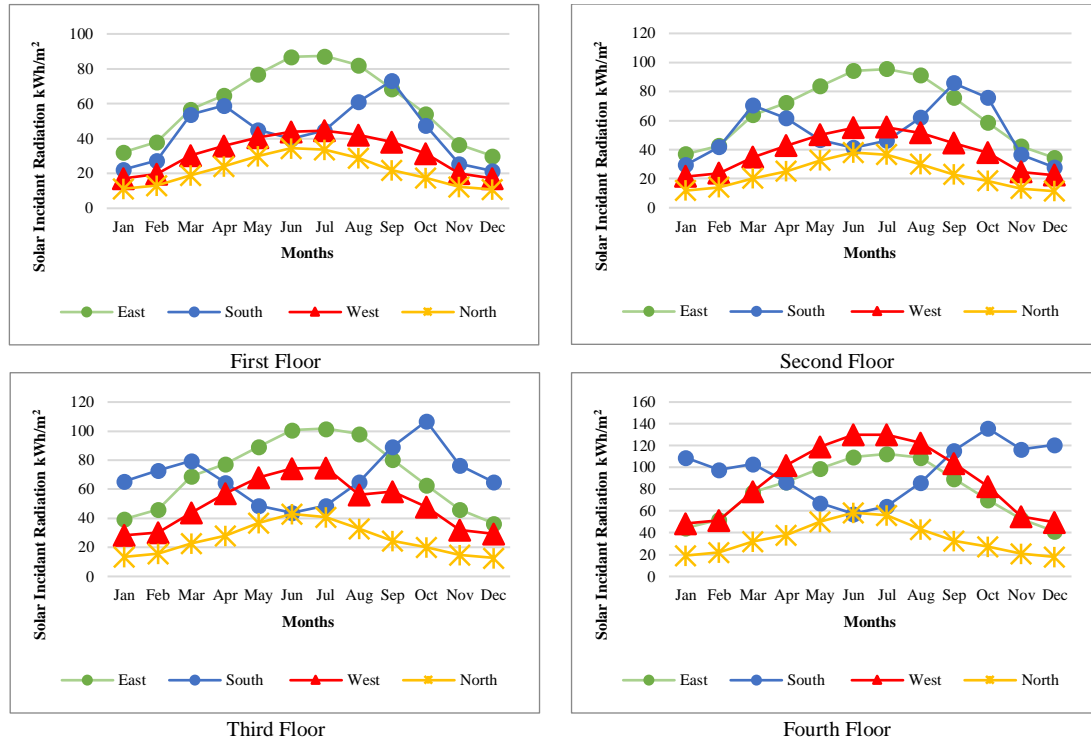 Solar Incidant Radiation kWh/m²
100
80
60
40
20
0
Jan Feb Mar Apr May Jun Jul Aug Sep Oct Nov Dec
Months
East South West North
First Floor
Solar Incidant Radiation kWh/m²
120
100
80
60
40
20
0
Jan Feb Mar Apr May Jun Jul Aug Sep Oct Nov Dec
Months
East South West North
Second Floor
Solar Incidant Radiation kWh/m²
120
100
80
60
40
20
0
Jan Feb Mar Apr May Jun Jul Aug Sep Oct Nov Dec
Months
East South West North
Third Floor
Solar Incidant Radiation kWh/m²
160
140
120
100
80
60
40
20
0
Jan Feb Mar Apr May Jun Jul Aug Sep Oct Nov Dec
Months
East South West North
Fourth Floor